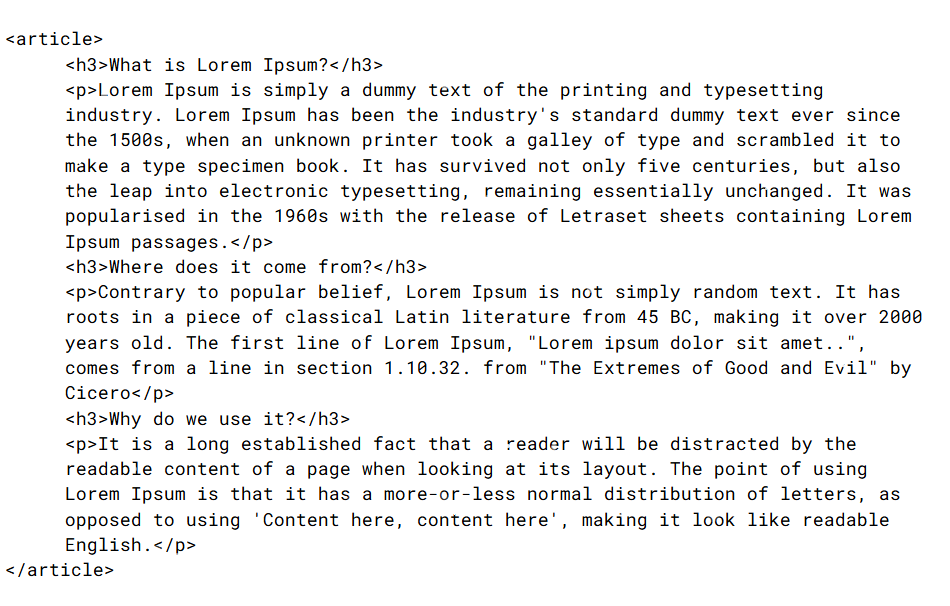 <article>
<h3>What is Lorem Ipsum?</h3>
<p>Lorem Ipsum is simply a dummy text of the printing and typesetting
industry. Lorem Ipsum has been the industry's standard dummy text ever since
the 1500s, when an unknown printer took a galley of type and scrambled it to
make a type specimen book. It has survived not only five centuries, but also
the leap into electronic typesetting, remaining essentially unchanged. It was
popularised in the 1960s with the release of Letraset sheets containing Lorem
Ipsum passages.</p>
<h3>Where does it come from?</h3>
<p>Contrary to popular belief, Lorem Ipsum is not simply random text. It has
roots in a piece of classical Latin literature from 45 BC, making it over 2000
years old. The first line of Lorem Ipsum, "Lorem ipsum dolor sit amet..",
comes from a line in section 1.10.32. from "The Extremes of Good and Evil" by
Cicero</p>
<h3>Why do we use it?</h3>
<p>It is a long established fact that a reader will be distracted by the
readable content of a page when looking at its layout. The point of using
Lorem Ipsum is that it has a more-or-less normal distribution of letters, as
opposed to using 'Content here, content here', making it look like readable
English.</p>
</article>